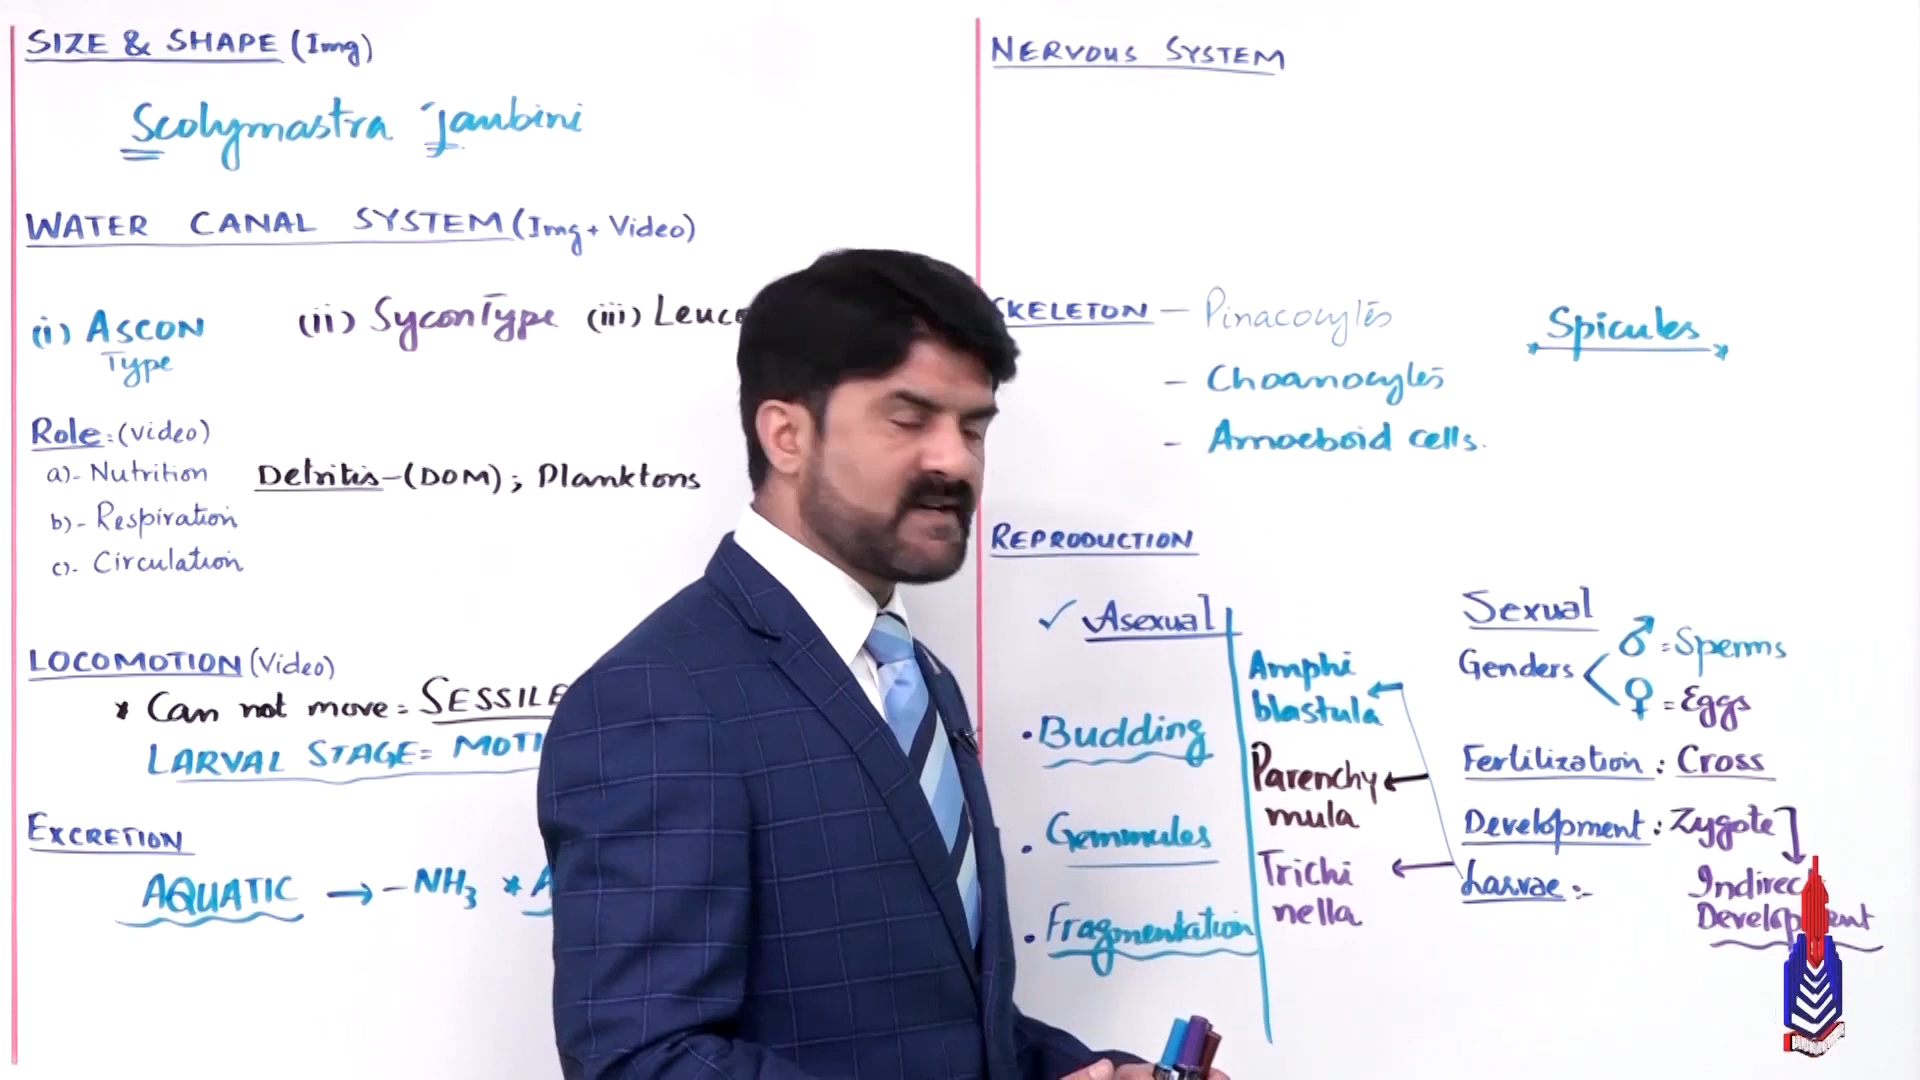 SIZE & SHAPE (Img)
Scolymastra joubini
WATER CANAL SYSTEM (Img + Video)
(i) ASCON Type
(ii) Sycon Type (iii) Leuco
Role: (Video)
a)- Nutrition Detritis - (DOM) ; Planktons
b)- Respiration
c)- Circulation
LOCOMOTION (Video)
* Can not move = SESSILE
LARVAL STAGE = MOTI
EXCRETION
AQUATIC → - NH3 * A
NERVOUS SYSTEM
SKELETON - Pinacocytes
- Choanocytes
- Amoeboid cells.
Spicules
REPRODUCTION
✓ Asexual
• Budding
• Gemmules
• Fragmentation
Amphi
blastula
Parenchy
mula
Trichi
nella
Sexual
Genders ♂ = Sperms
♀ = Eggs
Fertilization : Cross
Development : Zygote
Larvae :-
Indirect
Development